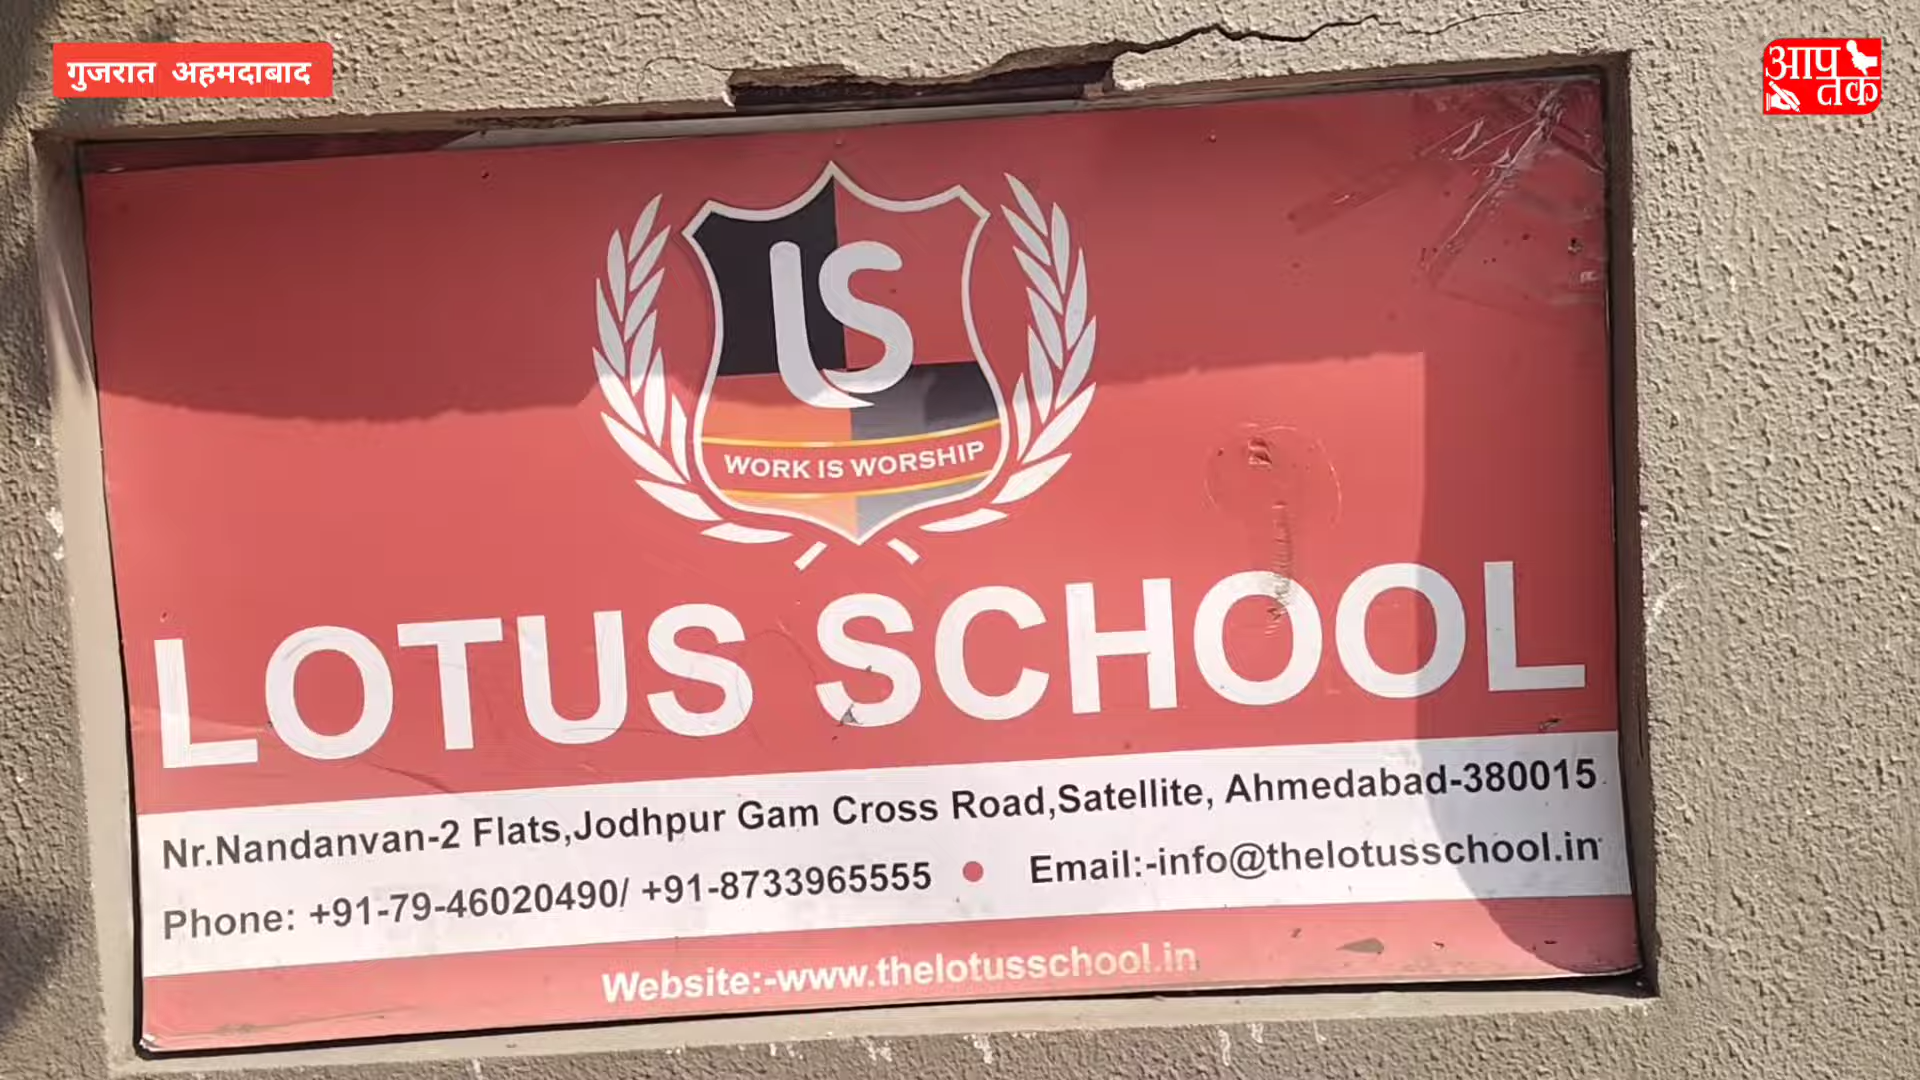 गुजरात अहमदाबाद
आप
तक
LS
WORK IS WORSHIP
LOTUS SCHOOL
Nr.Nandanvan-2 Flats,Jodhpur Gam Cross Road,Satellite, Ahmedabad-380015
Phone: +91-79-46020490/ +91-8733965555 • Email:-info@thelotusschool.in
Website:-www.thelotusschool.in